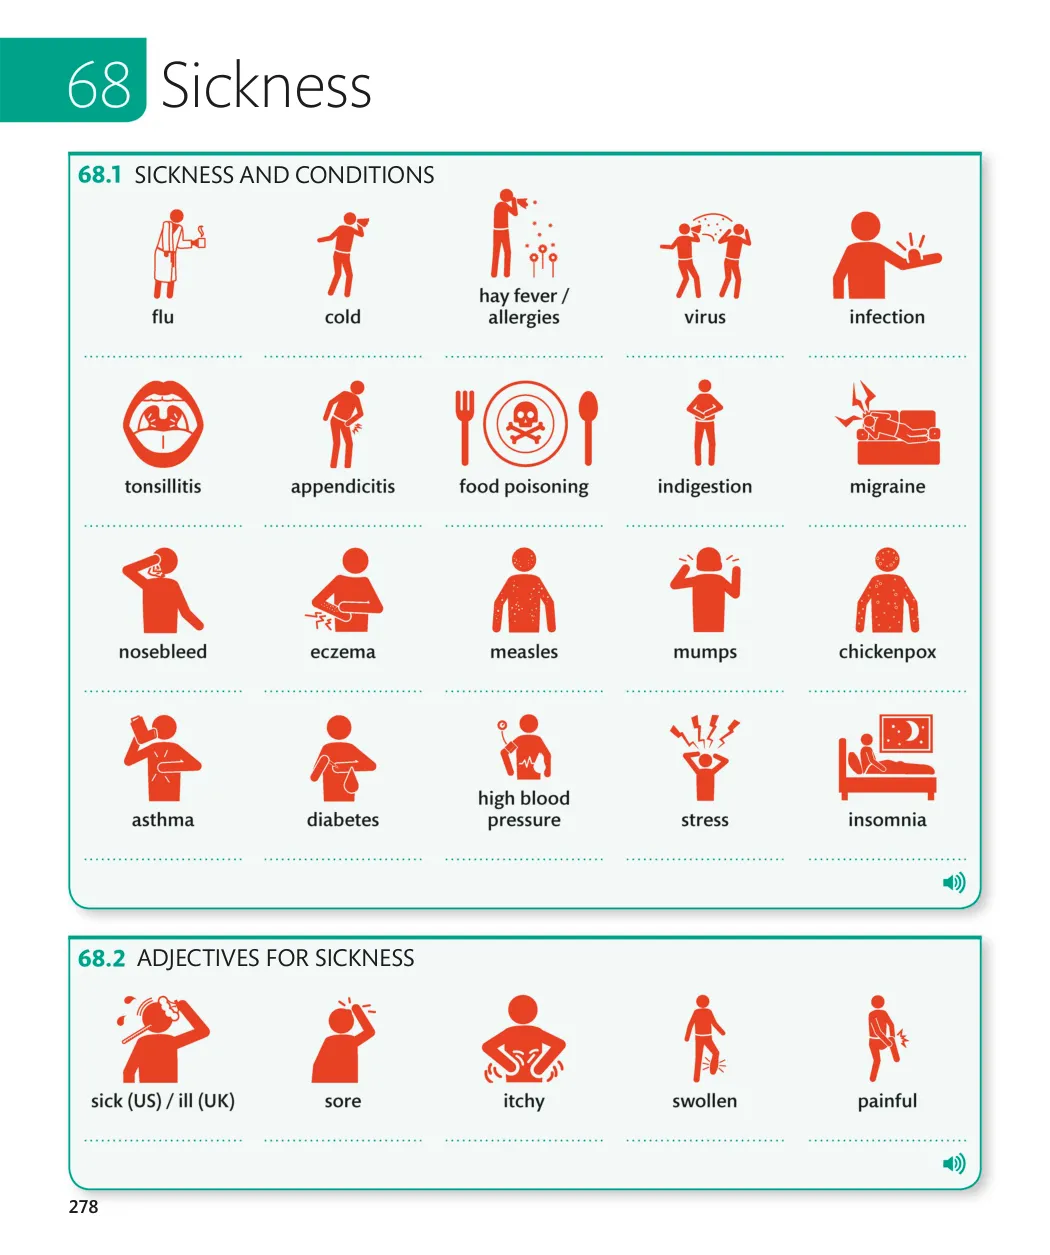 68 Sickness
68.1 SICKNESS AND CONDITIONS
flu
cold
hay fever /
allergies
virus
infection
tonsillitis
appendicitis
food poisoning
indigestion
migraine
nosebleed
eczema
measles
mumps
chickenpox
asthma
diabetes
high blood
pressure
stress
insomnia
68.2 ADJECTIVES FOR SICKNESS
sick (US) / ill (UK)
sore
itchy
swollen
painful
278